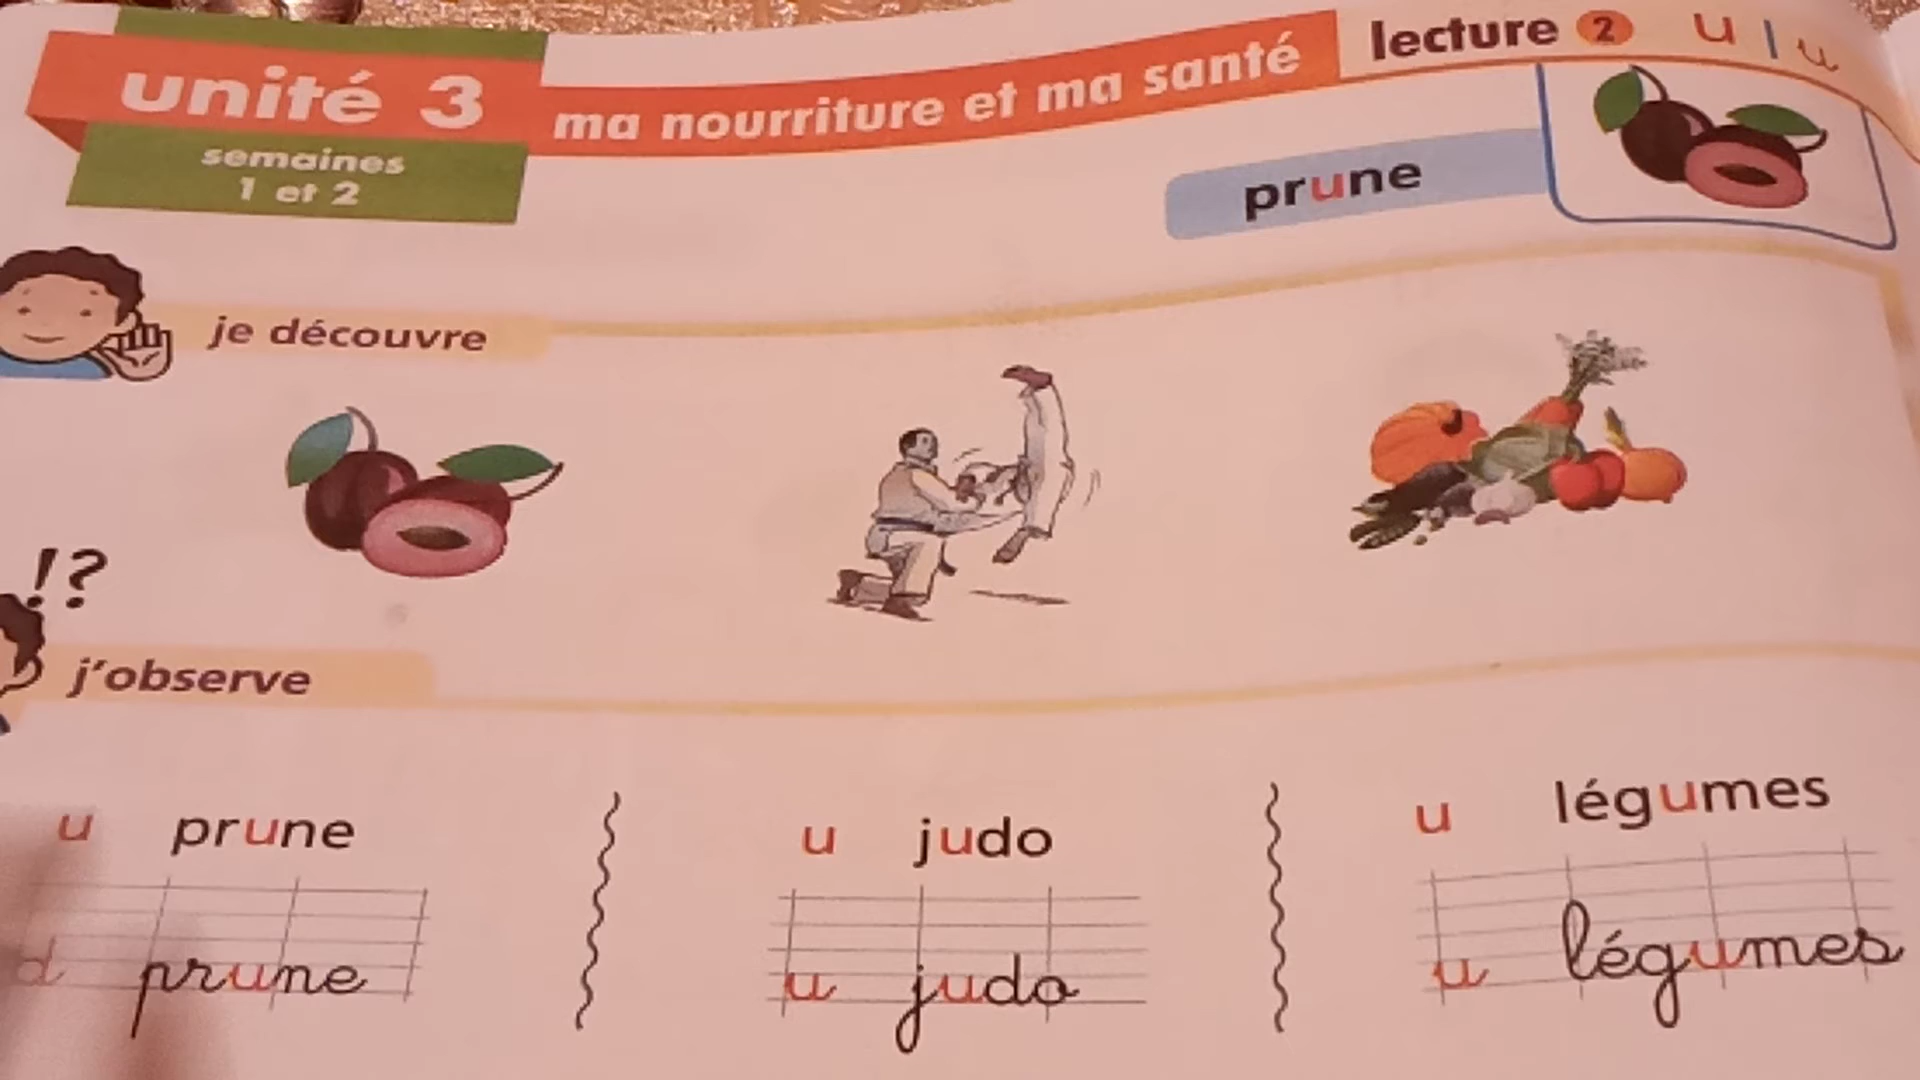 unité 3
semaines
1 et 2
ma nourriture et ma santé
lecture 2 u u
prune
je découvre
!?
j'observe
u prune
u judo
u légumes
d prune
u judo
u légumes